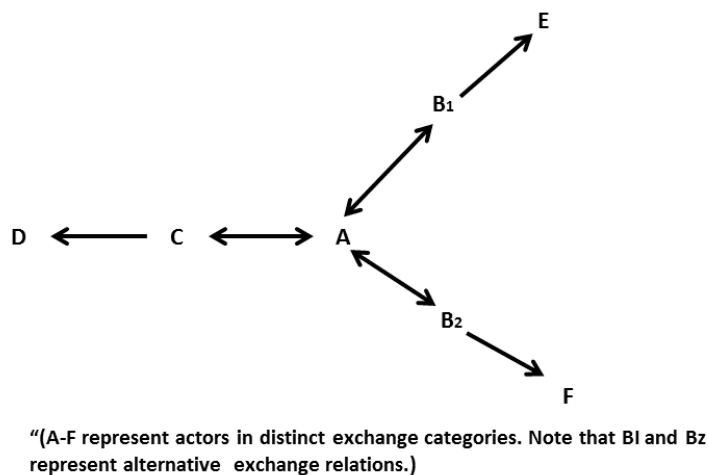 E
B1
D C A
B2
F
“(A-F represent actors in distinct exchange categories. Note that BI and Bz
represent alternative exchange relations.)